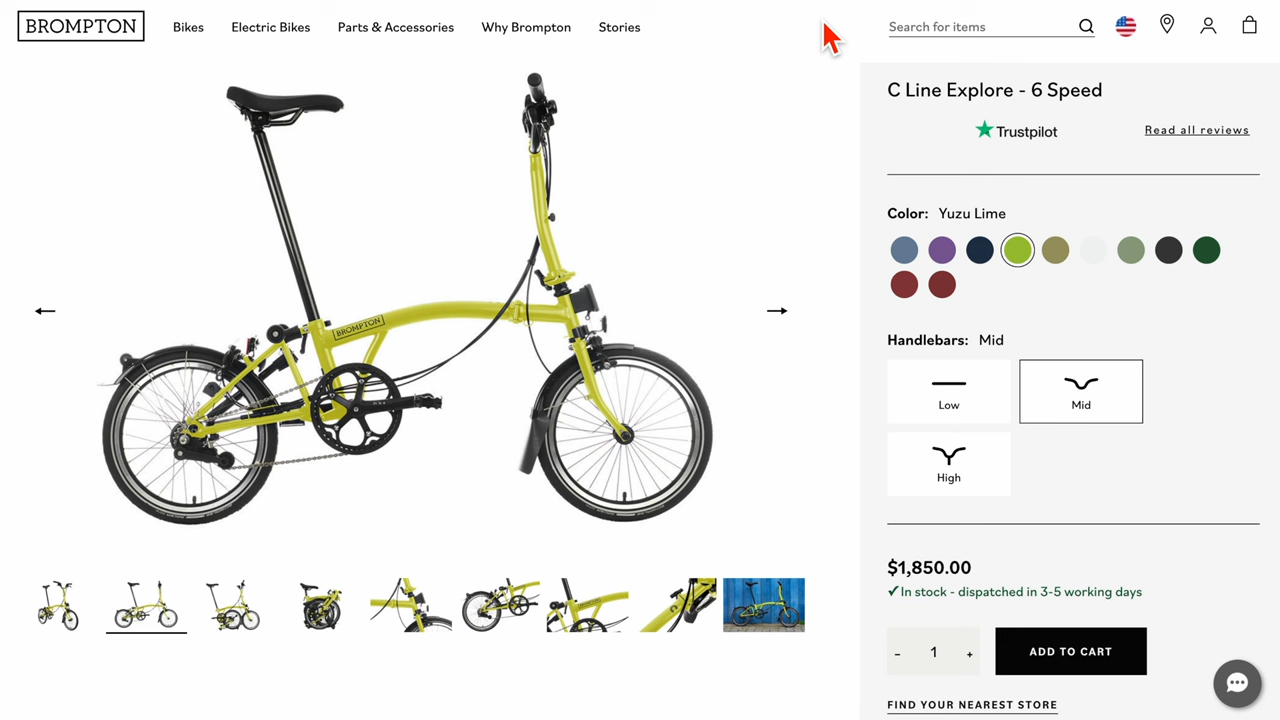 BROMPTON
Bikes
Electric Bikes
Parts & Accessories
Why Brompton
Stories
Search for items
C Line Explore - 6 Speed
Trustpilot
Read all reviews
Color: Yuzu Lime
Handlebars: Mid
Low
Mid
High
BROMPTON
$1,850.00
✓In stock - dispatched in 3-5 working days
- 1 +
ADD TO CART
FIND YOUR NEAREST STORE